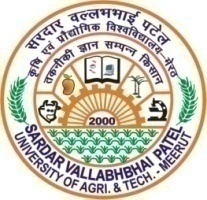 सरदार वल्लभभाई पटेल
कृषि एवं प्रौद्योगिक विश्वविद्यालय-मेरठ
तकनीकी ज्ञान सम्पन्न किसान
2000
SARDAR VALLABHBHAI PATEL
UNIVERSITY OF AGRI. & TECH. - MEERUT